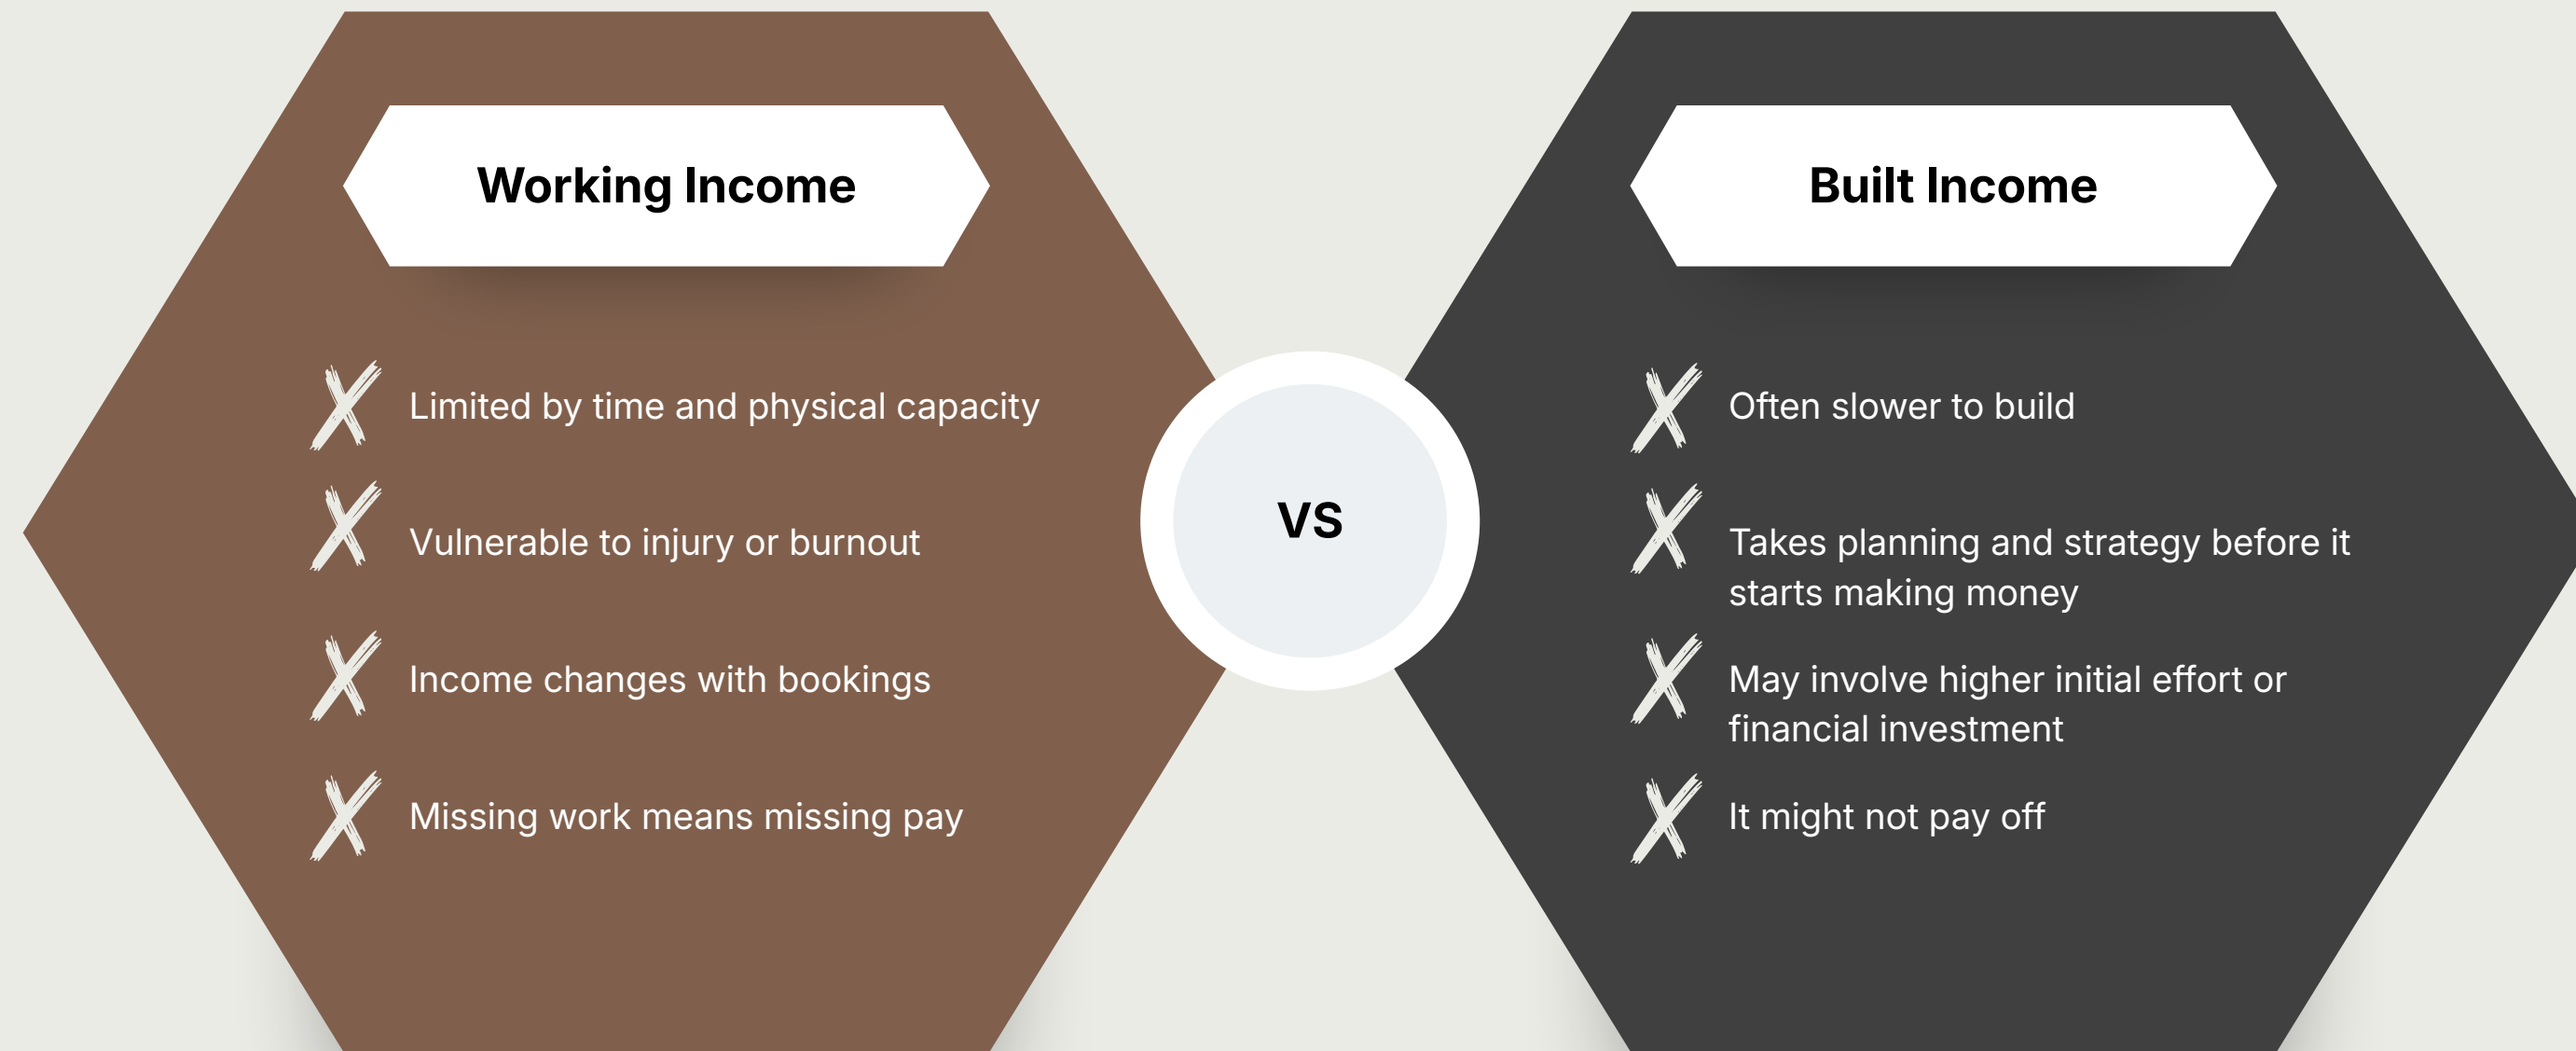 Working Income
Limited by time and physical capacity
Vulnerable to injury or burnout
Income changes with bookings
Missing work means missing pay
VS
Built Income
Often slower to build
Takes planning and strategy before it
starts making money
May involve higher initial effort or
financial investment
It might not pay off